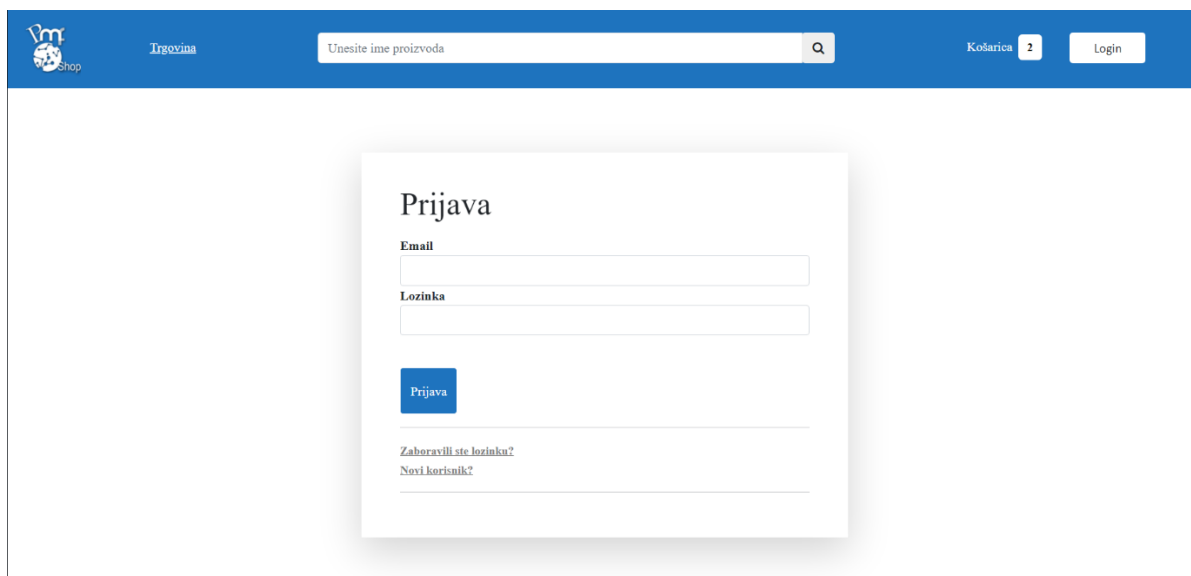 Shop
Trgovina
Unesite ime proizvoda
Košarica 2
Login
Prijava
Email
Lozinka
Prijava
Zaboravili ste lozinku?
Novi korisnik?